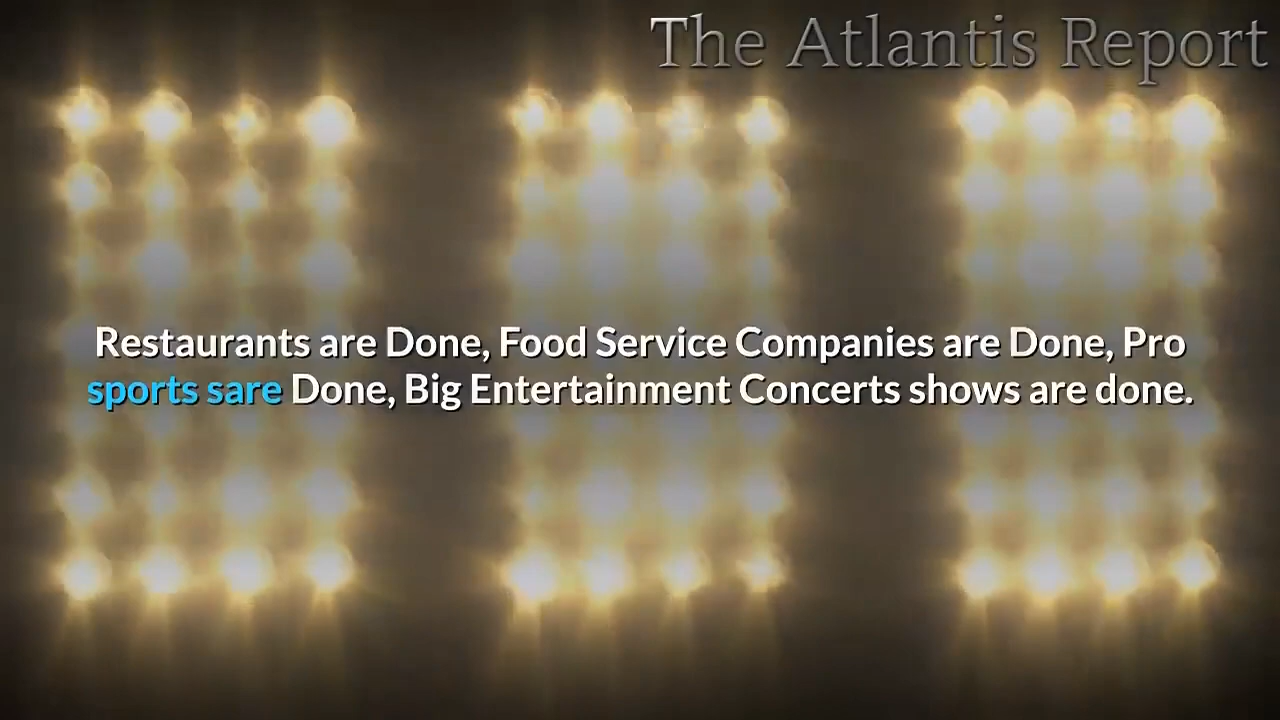 The Atlantis Report
Restaurants are Done, Food Service Companies are Done, Pro
sports sare Done, Big Entertainment Concerts shows are done.